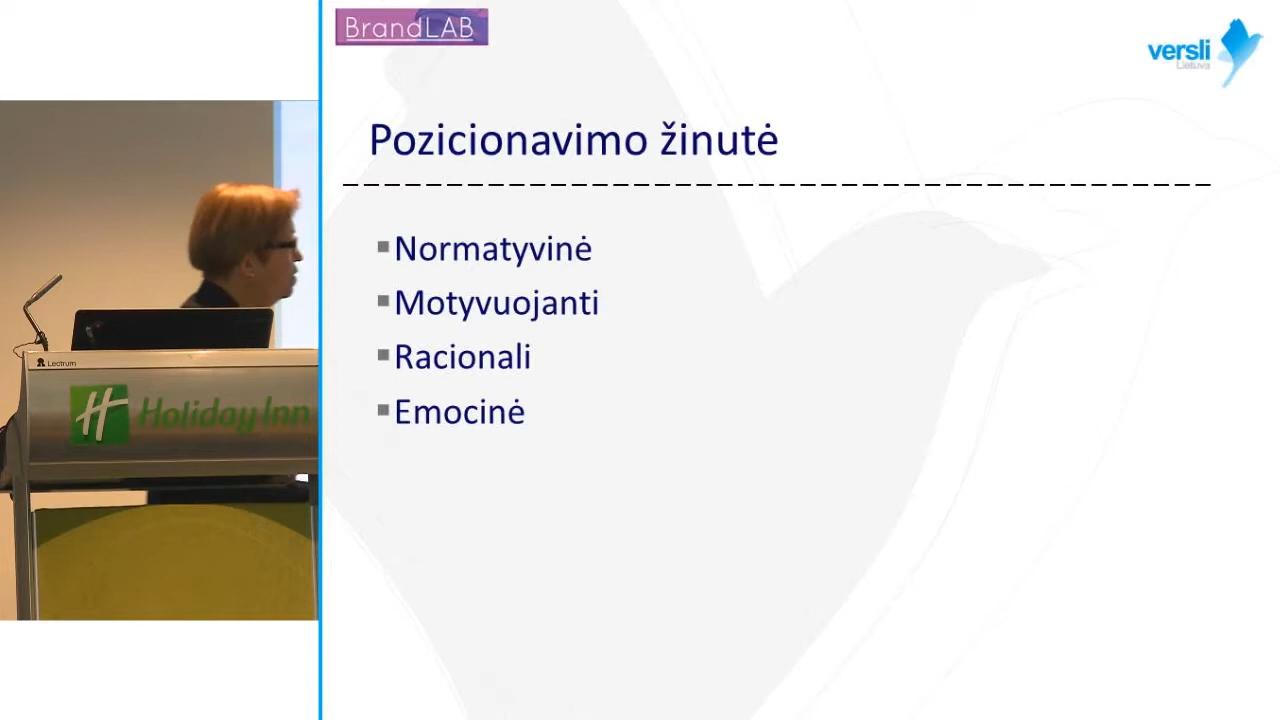 BrandLAB
versli
Lietuva
Pozicionavimo žinutė
Normatyvinė
Motyvuojanti
Racionali
Emocinė
Lectrum
Holiday Inn